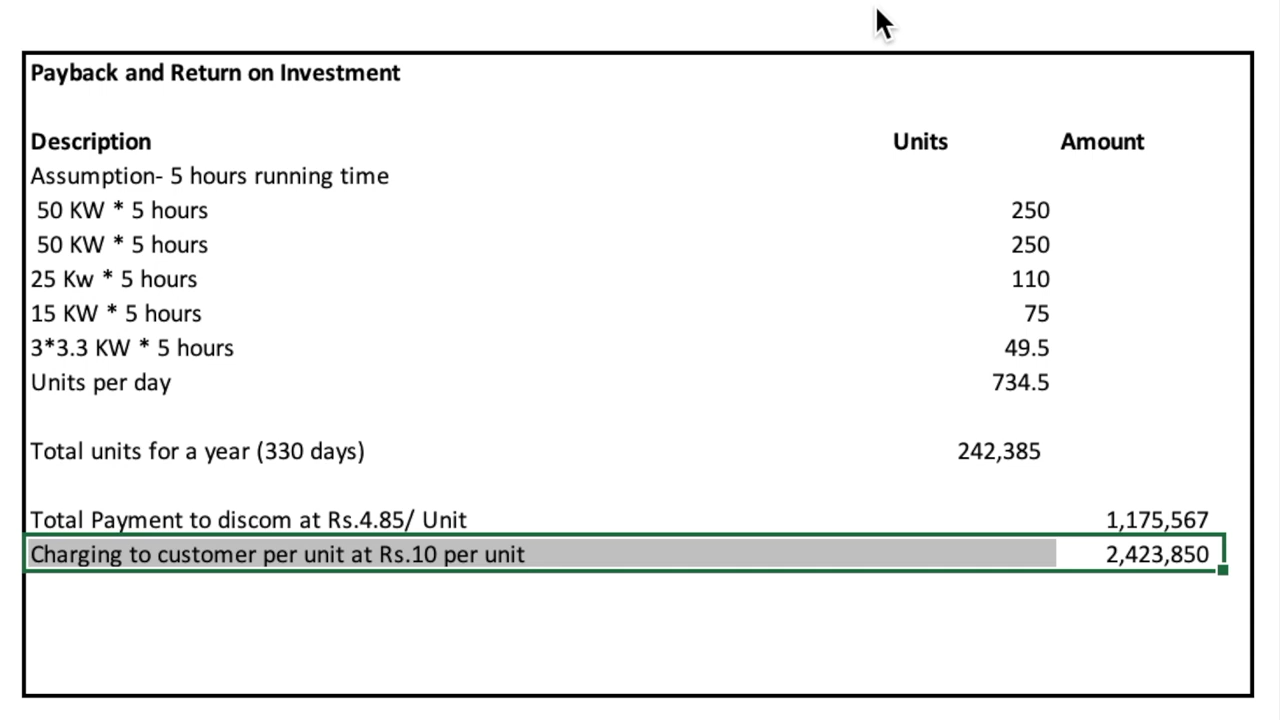 Payback and Return on Investment
Description Units Amount
Assumption- 5 hours running time
50 KW * 5 hours 250
50 KW * 5 hours 250
25 Kw * 5 hours 110
15 KW * 5 hours 75
3*3.3 KW * 5 hours 49.5
Units per day 734.5
Total units for a year (330 days) 242,385
Total Payment to discom at Rs.4.85/ Unit 1,175,567
Charging to customer per unit at Rs.10 per unit 2,423,850